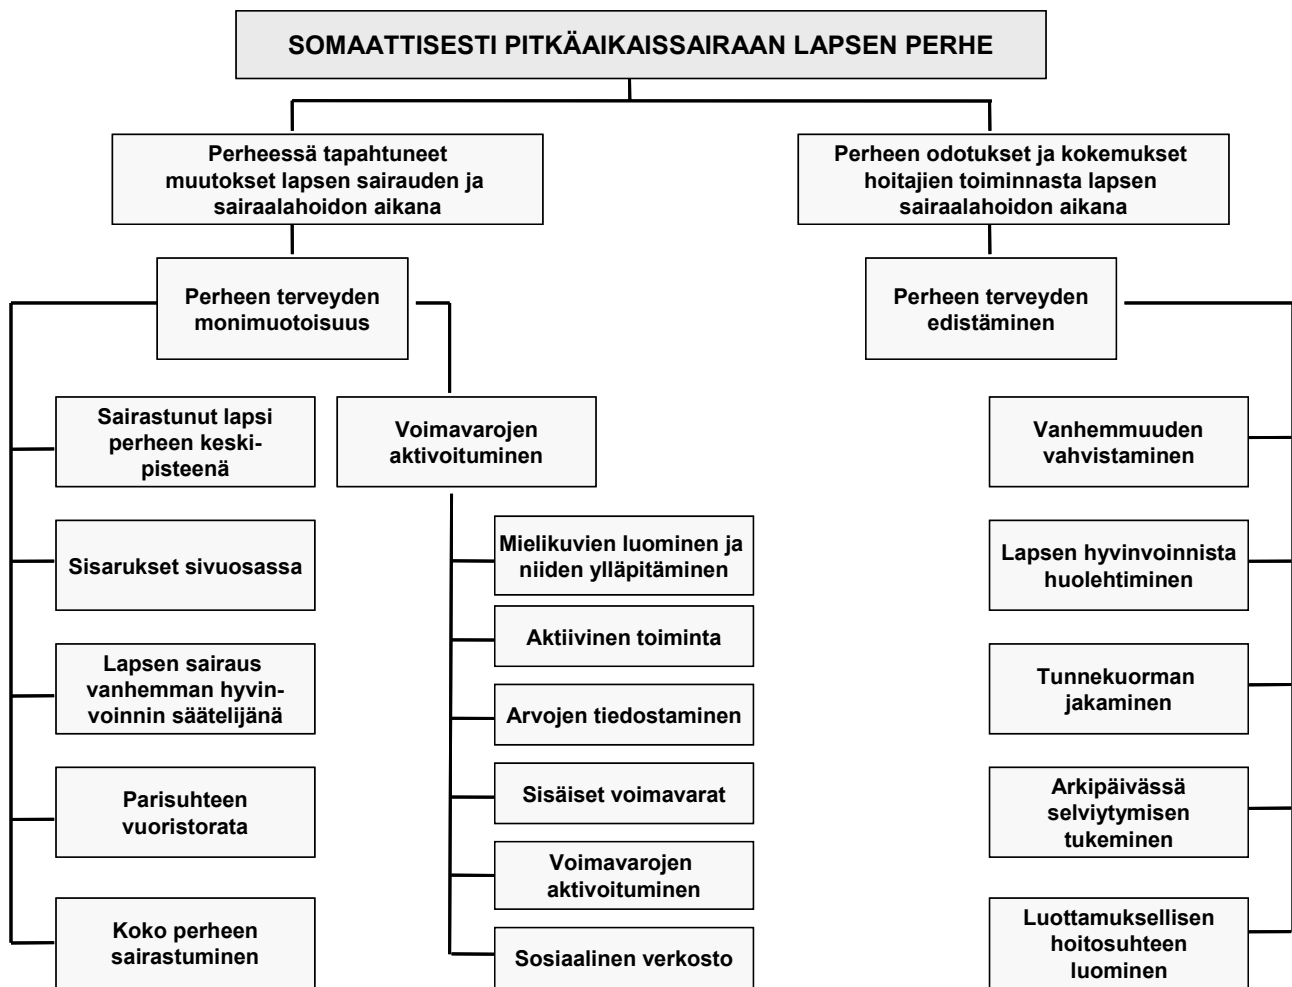 SOMAATTISESTI PITKÄAIKAISSAIRAAN LAPSEN PERHE
Perheessä tapahtuneet
muutokset lapsen sairauden ja
sairaalahoidon aikana
Perheen odotukset ja kokemukset
hoitajien toiminnasta lapsen
sairaalahoidon aikana
Perheen terveyden
monimuotoisuus
Perheen terveyden
edistäminen
Sairastunut lapsi
perheen keski-
pisteenä
Sisarukset sivuosassa
Lapsen sairaus
vanhemman hyvin-
voinnin säätelijänä
Parisuhteen
vuoristorata
Koko perheen
sairastuminen
Voimavarojen
aktivoituminen
Mielikuvien luominen ja
niiden ylläpitäminen
Aktiivinen toiminta
Arvojen tiedostaminen
Sisäiset voimavarat
Voimavarojen
aktivoituminen
Sosiaalinen verkosto
Vanhemmuuden
vahvistaminen
Lapsen hyvinvoinnista
huolehtiminen
Tunnekuorman
jakaminen
Arkipäivässä
selviytymisen
tukeminen
Luottamuksellisen
hoitosuhteen
luominen